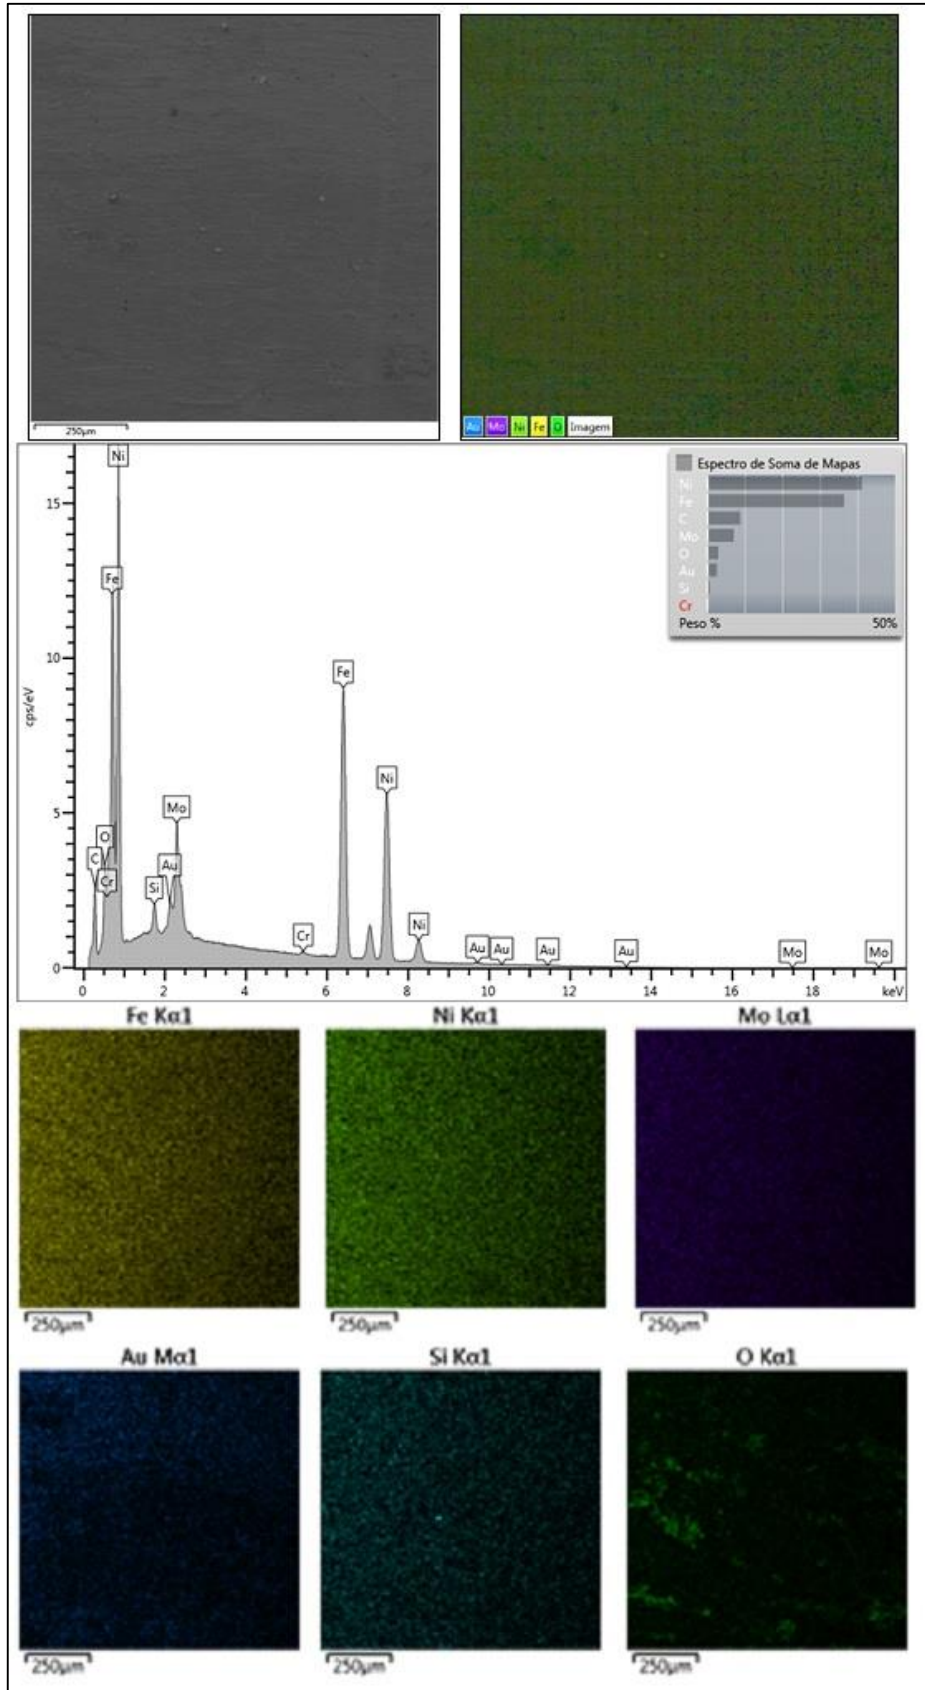 250µm
Au Mo Ni Fe O Imagem
Espectro de Soma de Mapas
Ni
Fe
C
Mo
O
Au
Si
Cr
Peso % 50%
cps/eV
15
10
5
0
Ni
Fe
O
C
Cr
Si
Au
Mo
Cr
Fe
Ni
Ni
Au
Au
Au
Au
Mo
Mo
0 2 4 6 8 10 12 14 16 18 keV
Fe Kα1 Ni Kα1 Mo Lα1
250µm 250µm 250µm
Au Mα1 Si Kα1 O Kα1
250µm 250µm 250µm